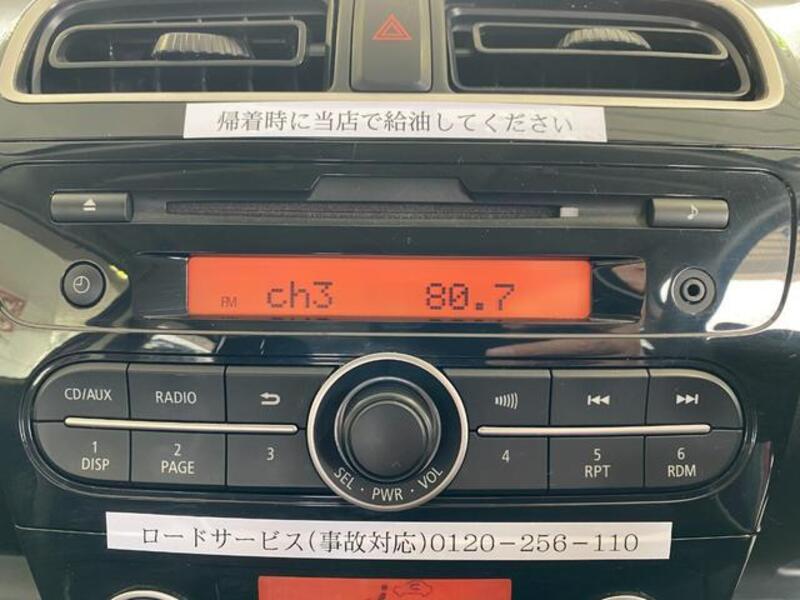 帰着時に当店で給油してください
FM ch3 80.7
CD/AUX RADIO
1 2 3 4 5 6
DISP PAGE RPT RDM
SEL · PWR · VOL
ロードサービス(事故対応)0120-256-110